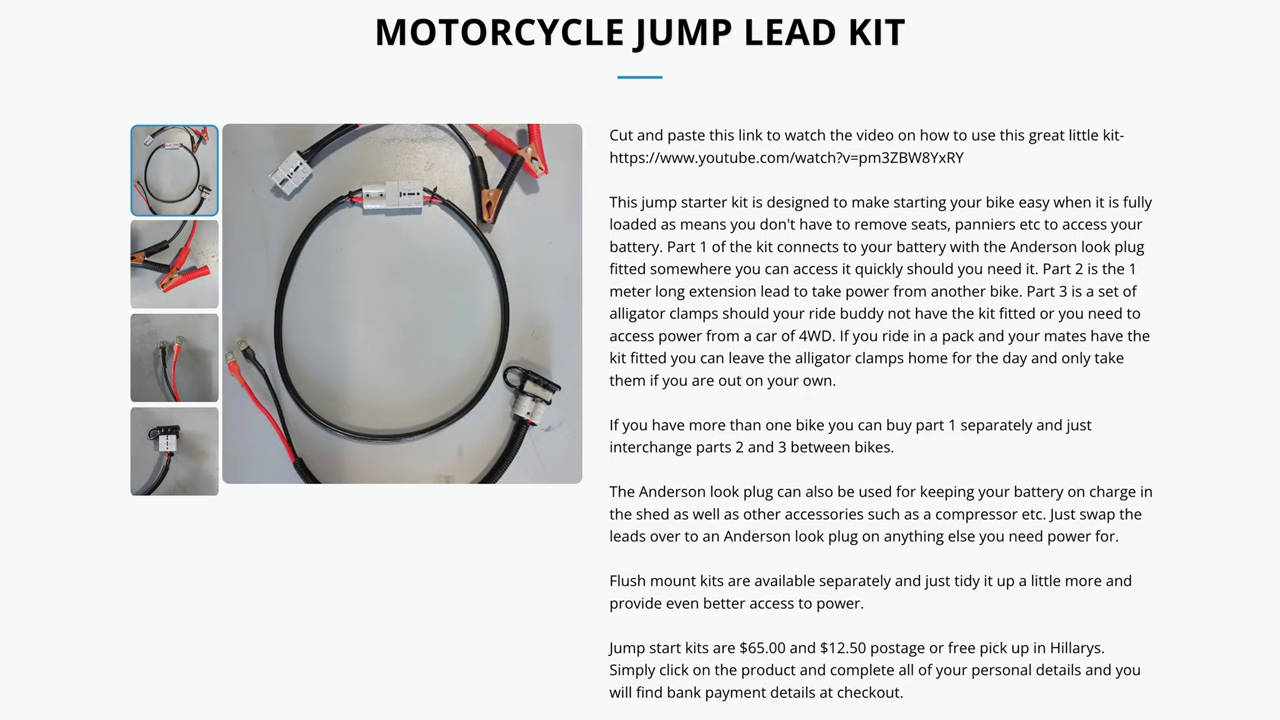 MOTORCYCLE JUMP LEAD KIT
Cut and paste this link to watch the video on how to use this great little kit-
https://www.youtube.com/watch?v=pm3ZBW8YxRY
This jump starter kit is designed to make starting your bike easy when it is fully
loaded as means you don't have to remove seats, panniers etc to access your
battery. Part 1 of the kit connects to your battery with the Anderson look plug
fitted somewhere you can access it quickly should you need it. Part 2 is the 1
meter long extension lead to take power from another bike. Part 3 is a set of
alligator clamps should your ride buddy not have the kit fitted or you need to
access power from a car of 4WD. If you ride in a pack and your mates have the
kit fitted you can leave the alligator clamps home for the day and only take
them if you are out on your own.
If you have more than one bike you can buy part 1 separately and just
interchange parts 2 and 3 between bikes.
The Anderson look plug can also be used for keeping your battery on charge in
the shed as well as other accessories such as a compressor etc. Just swap the
leads over to an Anderson look plug on anything else you need power for.
Flush mount kits are available separately and just tidy it up a little more and
provide even better access to power.
Jump start kits are $65.00 and $12.50 postage or free pick up in Hillarys.
Simply click on the product and complete all of your personal details and you
will find bank payment details at checkout.